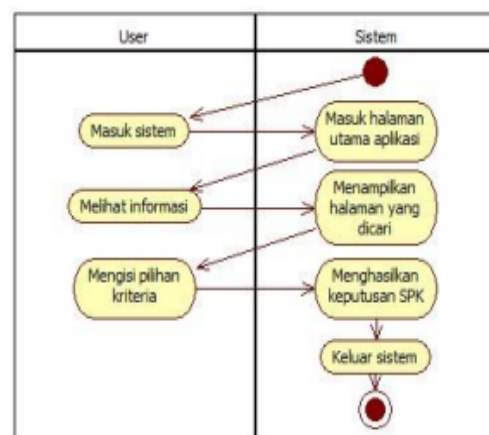 User
Sistem
Masuk sistem
Masuk halaman
utama aplikasi
Melihat informasi
Menampilkan
halaman yang
dicari
Mengisi pilihan
kriteria
Menghasilkan
keputusan SPK
Keluar sistem